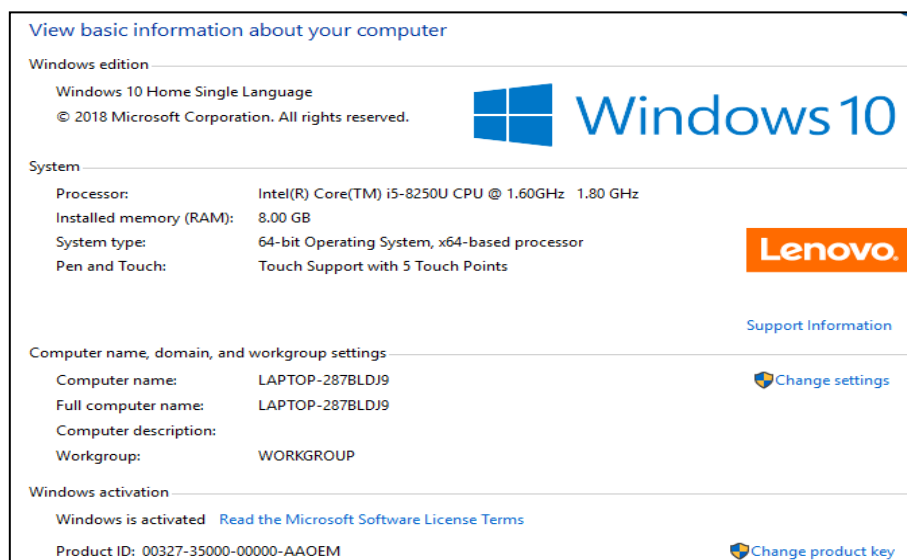 View basic information about your computer
Windows edition
Windows 10 Home Single Language
© 2018 Microsoft Corporation. All rights reserved.
Windows 10
System
Processor: Intel(R) Core(TM) i5-8250U CPU @ 1.60GHz 1.80 GHz
Installed memory (RAM): 8.00 GB
System type: 64-bit Operating System, x64-based processor
Pen and Touch: Touch Support with 5 Touch Points
Lenovo.
Support Information
Computer name, domain, and workgroup settings
Computer name: LAPTOP-287BLDJ9 Change settings
Full computer name: LAPTOP-287BLDJ9
Computer description:
Workgroup: WORKGROUP
Windows activation
Windows is activated Read the Microsoft Software License Terms
Product ID: 00327-35000-00000-AAOEM Change product key